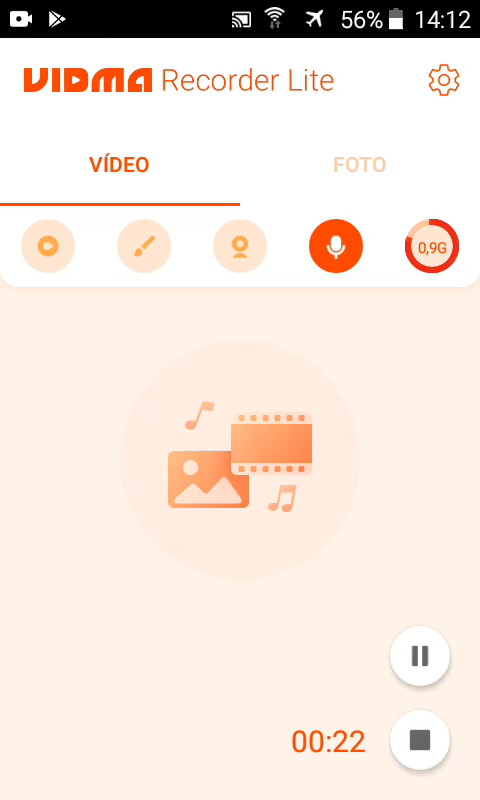 56% 14:12
VIDMA Recorder Lite
VÍDEO FOTO
0,9G
00:22